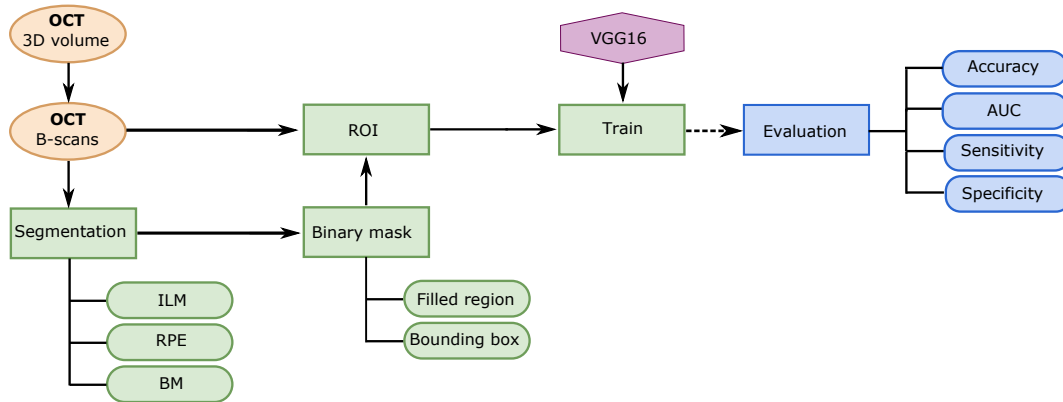 OCT
3D volume
VGG16
OCT
B-scans
ROI
Train
Evaluation
Accuracy
AUC
Sensitivity
Specificity
Segmentation
Binary mask
ILM
RPE
BM
Filled region
Bounding box